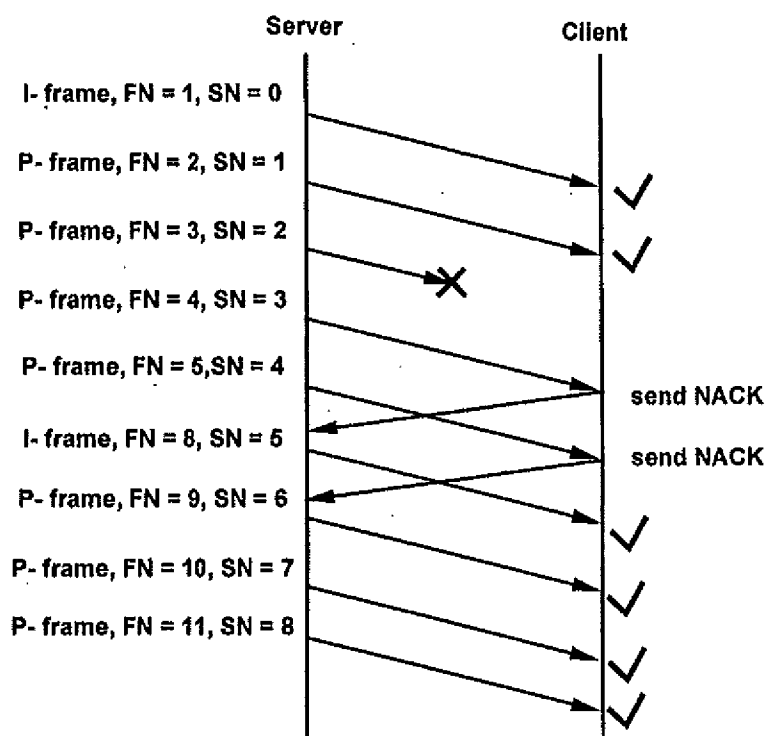 Server
Client
I- frame, FN = 1, SN = 0
P- frame, FN = 2, SN = 1
P- frame, FN = 3, SN = 2
P- frame, FN = 4, SN = 3
P- frame, FN = 5,SN = 4
send NACK
I- frame, FN = 8, SN = 5
send NACK
P- frame, FN = 9, SN = 6
P- frame, FN = 10, SN = 7
P- frame, FN = 11, SN = 8